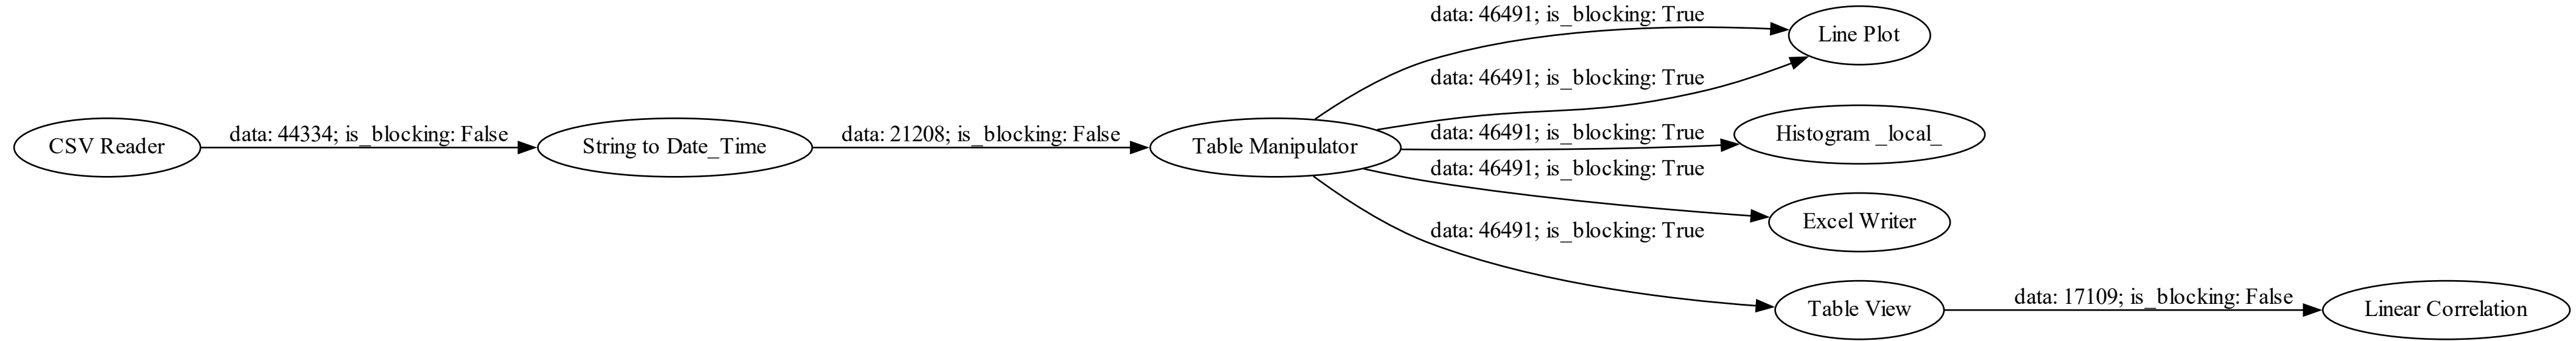 CSV Reader
data: 44334; is_blocking: False
String to Date_Time
data: 21208; is_blocking: False
Table Manipulator
data: 46491; is_blocking: True
Line Plot
data: 46491; is_blocking: True
data: 46491; is_blocking: True
Histogram _local_
data: 46491; is_blocking: True
Excel Writer
data: 46491; is_blocking: True
Table View
data: 17109; is_blocking: False
Linear Correlation